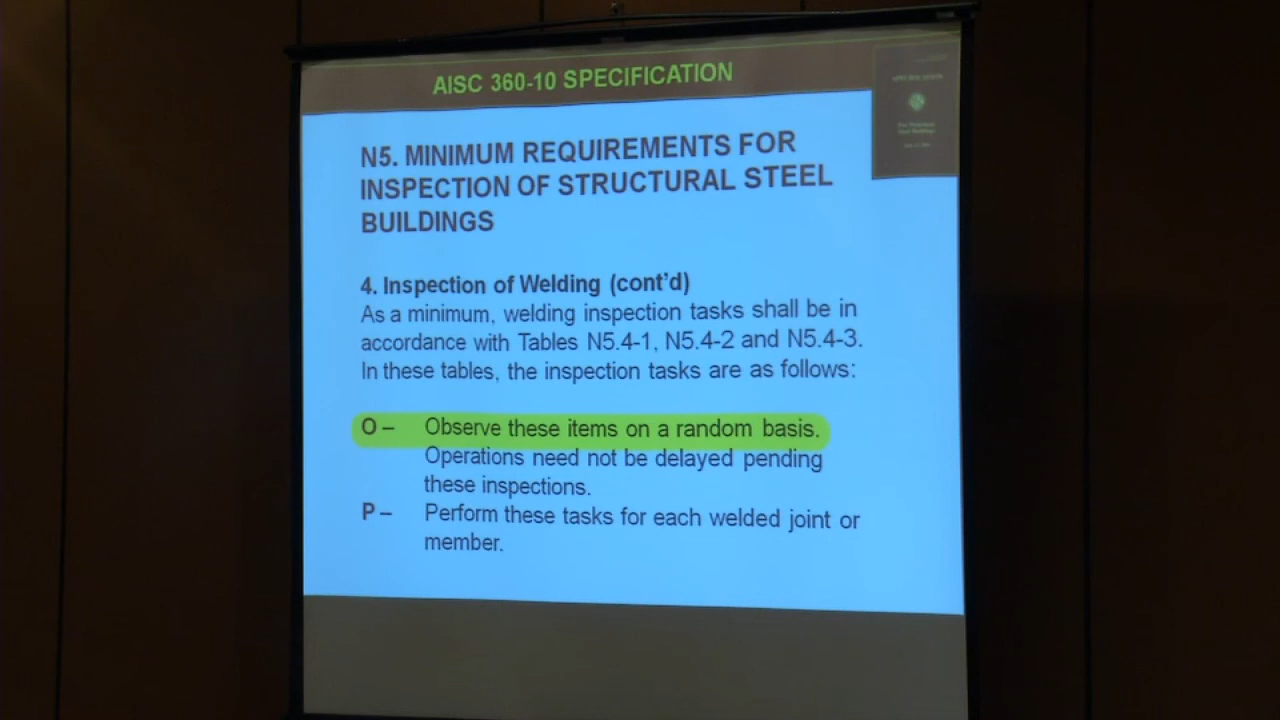 AISC 360-10 SPECIFICATION
N5. MINIMUM REQUIREMENTS FOR
INSPECTION OF STRUCTURAL STEEL
BUILDINGS
4. Inspection of Welding (cont'd)
As a minimum, welding inspection tasks shall be in
accordance with Tables N5.4-1, N5.4-2 and N5.4-3.
In these tables, the inspection tasks are as follows:
O – Observe these items on a random basis.
Operations need not be delayed pending
these inspections.
P – Perform these tasks for each welded joint or
member.